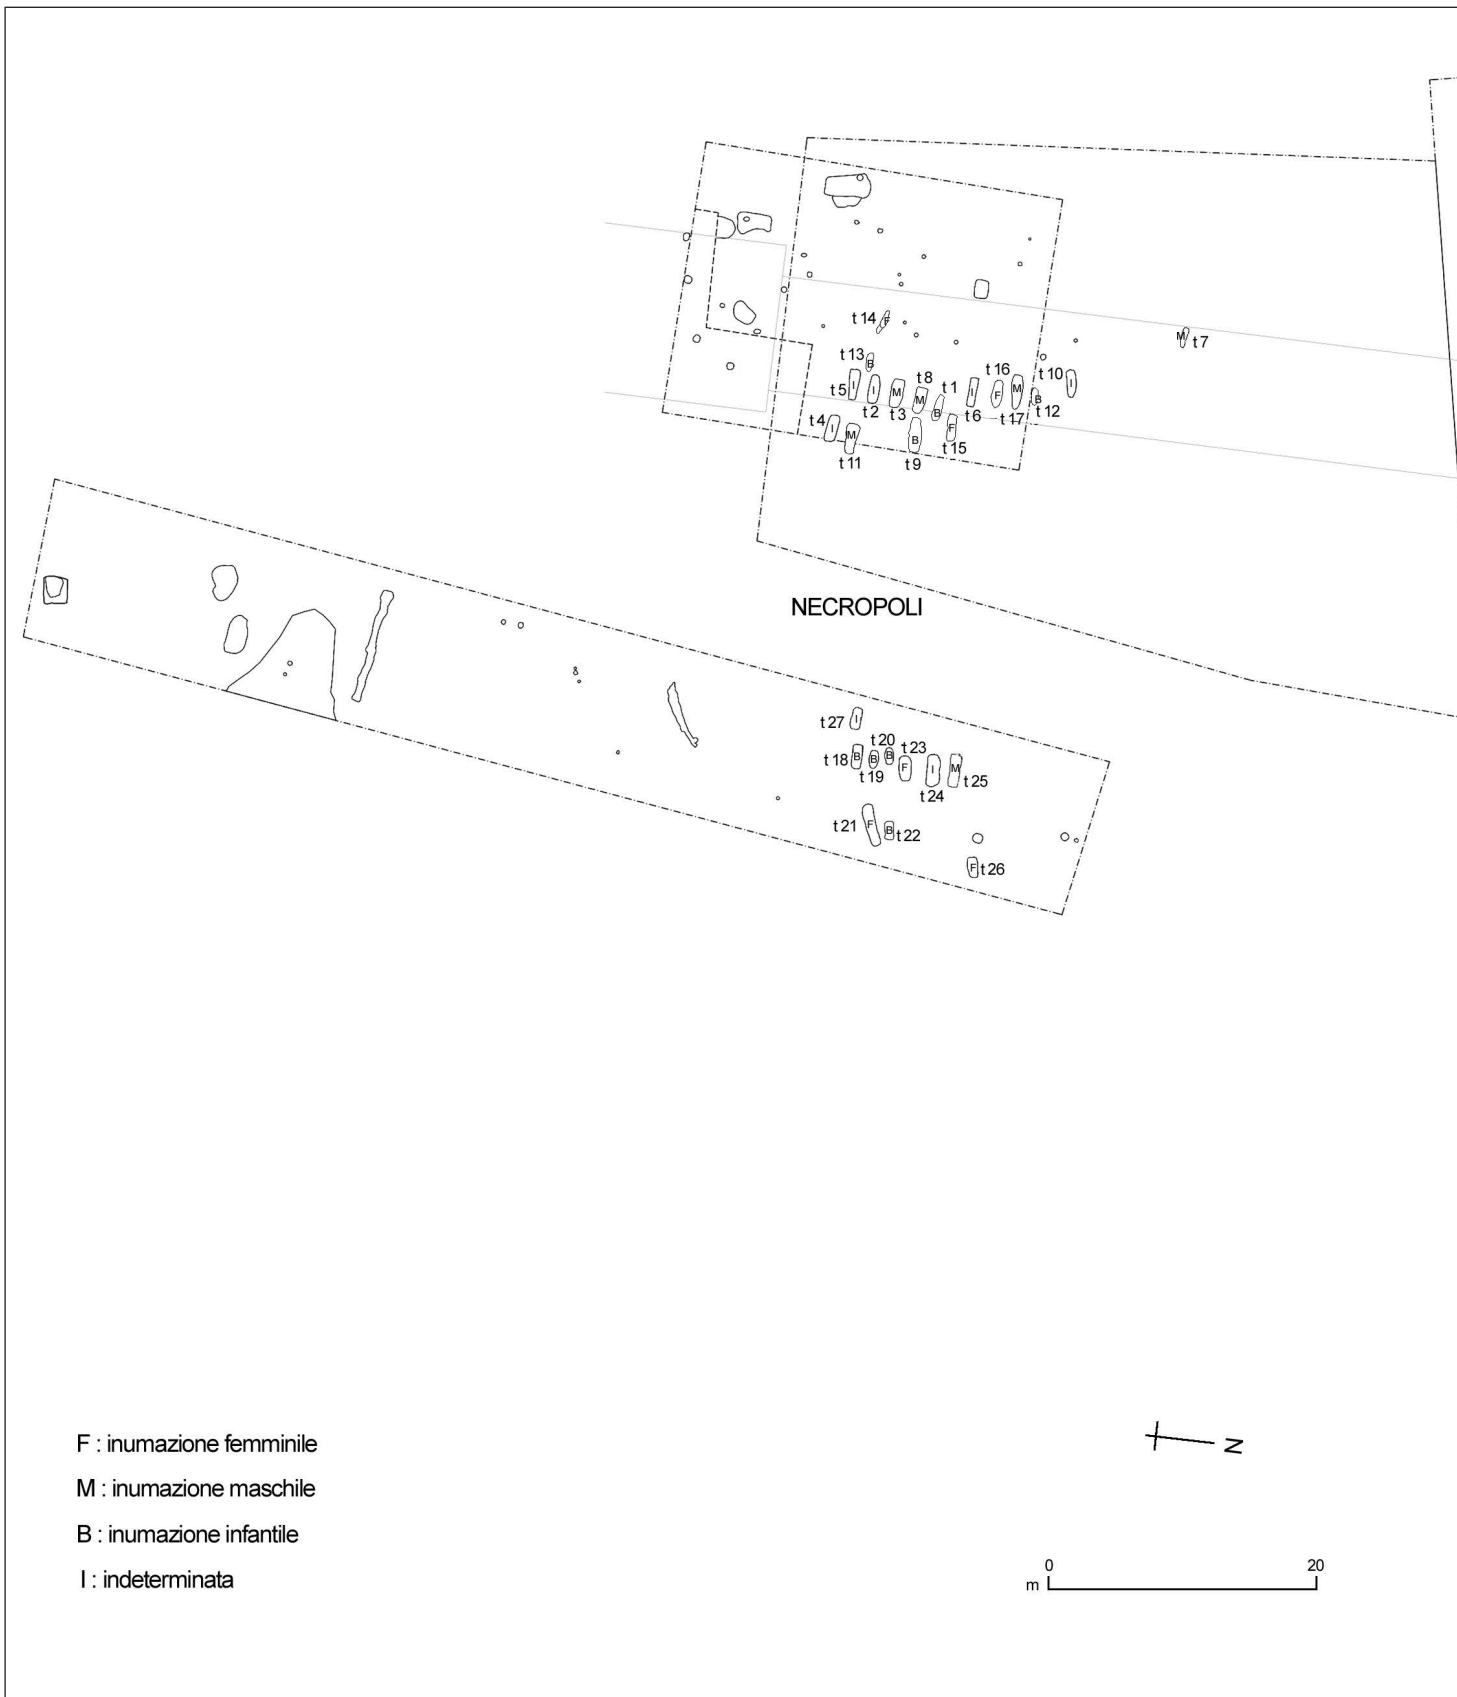 t 14
F
M
t 7
t 13
B
t 16
t 10
t 5
I
I
t 8
t 1
I
t 2
M
t 3
M
B
t 6
F
M
t 17
B
t 12
I
t 4
I
M
t 11
B
t 9
F
t 15
NECROPOLI
t 27
I
t 20
t 23
t 18
B
B
t 19
B
F
I
t 24
M
t 25
t 21
F
B
t 22
F
t 26
F : inumazione femminile
M : inumazione maschile
B : inumazione infantile
I : indeterminata
N
0
20
m